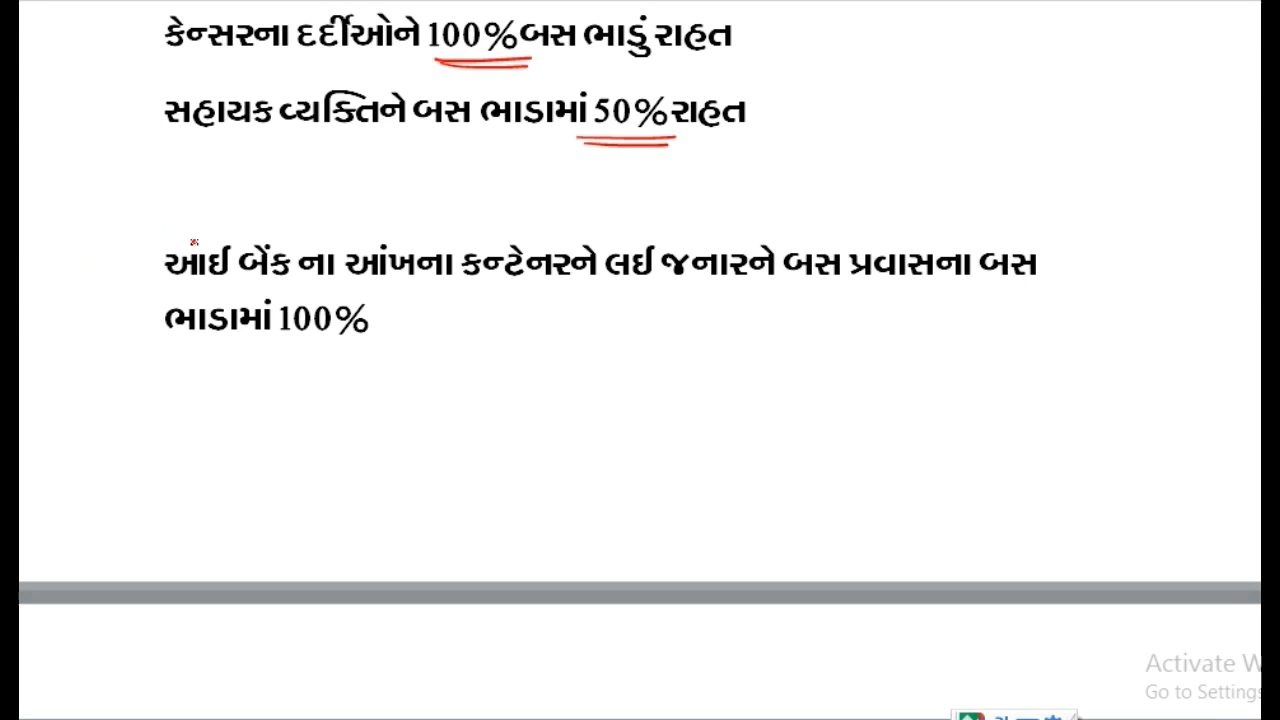 કેન્સરના દર્દીઓને 100%બસ ભાડું રાહત
સહાયક વ્યક્તિને બસ ભાડામાં 50%રાહત
આઈ બેંક ના આંખના કન્ટેનરને લઈ જનારને બસ પ્રવાસના બસ
ભાડામાં 100%
Activate W
Go to Settings